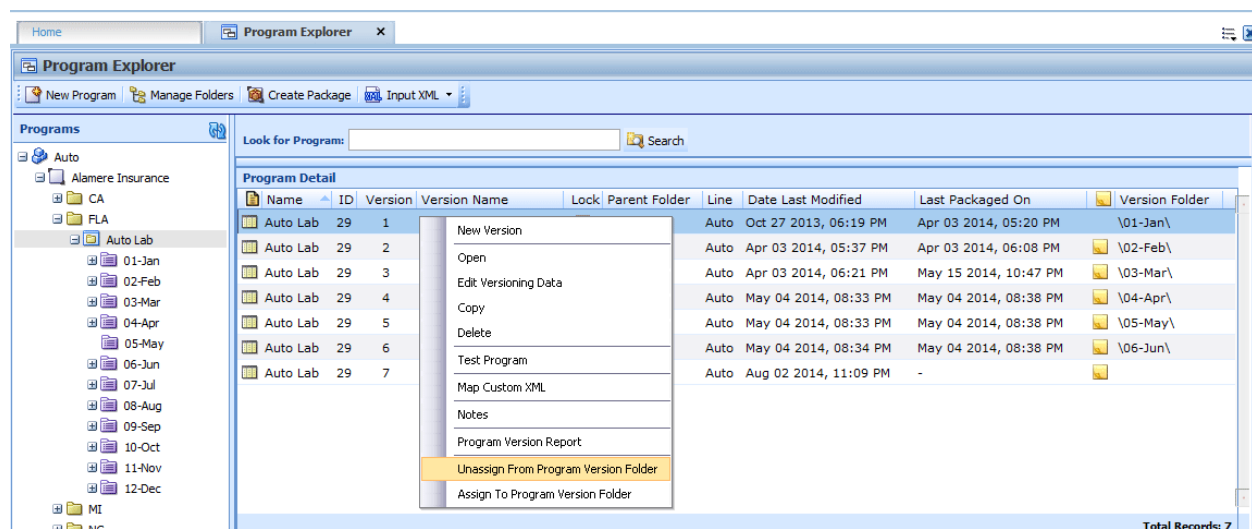 Home Program Explorer x
Program Explorer
New Program Manage Folders Create Package Input XML
Programs
Auto
Alamere Insurance
CA
FLA
Auto Lab
01-Jan
02-Feb
03-Mar
04-Apr
05-May
06-Jun
07-Jul
08-Aug
09-Sep
10-Oct
11-Nov
12-Dec
MI
Look for Program: Search
Program Detail
Name ID Version Version Name Lock Parent Folder Line Date Last Modified Last Packaged On Version Folder
Auto Lab 29 1 Auto Oct 27 2013, 06:19 PM Apr 03 2014, 05:20 PM \01-Jan\
Auto Lab 29 2 Auto Apr 03 2014, 05:37 PM Apr 03 2014, 06:08 PM \02-Feb\
Auto Lab 29 3 Auto Apr 03 2014, 06:21 PM May 15 2014, 10:47 PM \03-Mar\
Auto Lab 29 4 Auto May 04 2014, 08:33 PM May 04 2014, 08:38 PM \04-Apr\
Auto Lab 29 5 Auto May 04 2014, 08:33 PM May 04 2014, 08:38 PM \05-May\
Auto Lab 29 6 Auto May 04 2014, 08:34 PM May 04 2014, 08:38 PM \06-Jun\
Auto Lab 29 7 Auto Aug 02 2014, 11:09 PM -
New Version
Open
Edit Versioning Data
Copy
Delete
Test Program
Map Custom XML
Notes
Program Version Report
Unassign From Program Version Folder
Assign To Program Version Folder
Total Records: 7